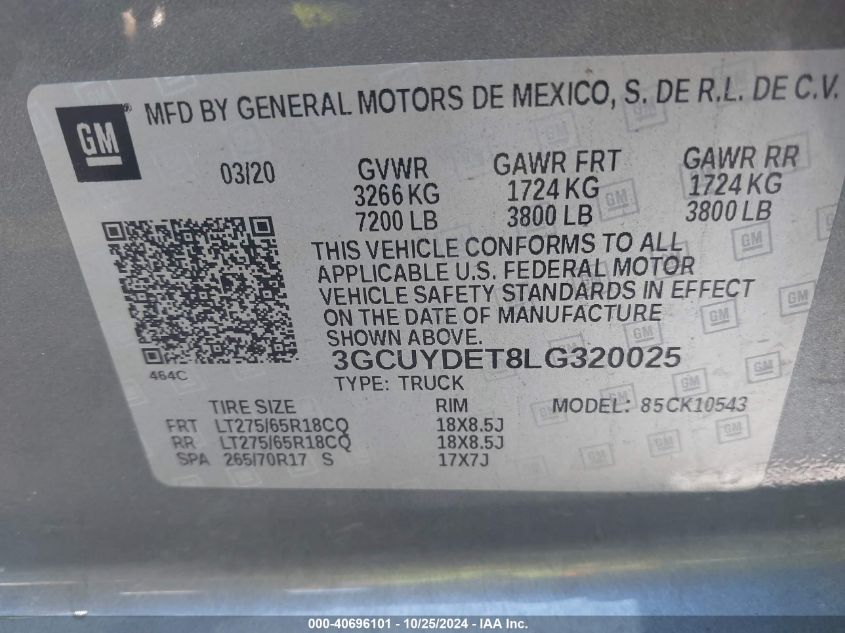 GM® MFD BY GENERAL MOTORS DE MEXICO, S. DE R.L. DE C.V.
03/20 GVWR GAWR FRT GAWR RR
3266 KG 1724 KG 1724 KG
7200 LB 3800 LB 3800 LB
THIS VEHICLE CONFORMS TO ALL
APPLICABLE U.S. FEDERAL MOTOR
VEHICLE SAFETY STANDARDS IN EFFECT
ON THE DATE OF MANUFACTURE
SHOWN ABOVE.
3GCUYDET8LG320025
464C
TYPE: TRUCK
TIRE SIZE RIM MODEL: 85CK10543
FRT LT275/65R18CQ 18X8.5J
RR LT275/65R18CQ 18X8.5J
SPA 265/70R17 S 17X7J
000-40696101 - 10/25/2024 - IAA Inc.